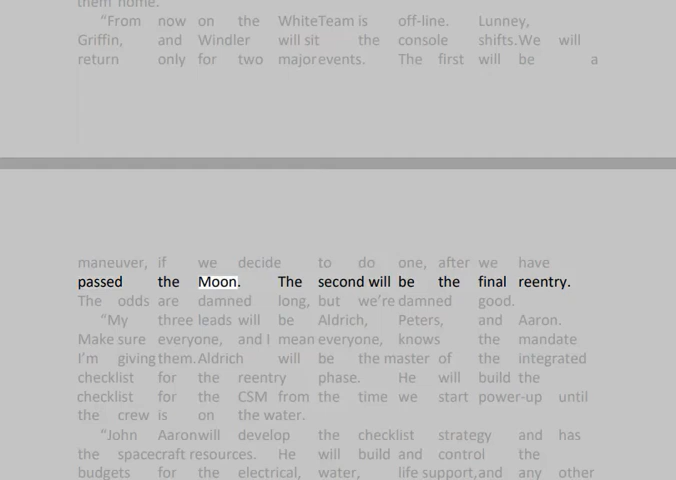 them home.
“From now on the WhiteTeam is off-line. Lunney,
Griffin, and Windler will sit the console shifts.We will
return only for two majorevents. The first will be a
maneuver, if we decide to do one, after we have
passed the Moon. The second will be the final reentry.
The odds are damned long, but we’re damned good.
“My three leads will be Aldrich, Peters, and Aaron.
Make sure everyone, and I mean everyone, knows the mandate
I’m giving them. Aldrich will be the master of the integrated
checklist for the reentry phase. He will build the
checklist for the CSM from the time we start power-up until
the crew is on the water.
“John Aaronwill develop the checklist strategy and has
the spacecraft resources. He will build and control the
budgets for the electrical, water, life support,and any other